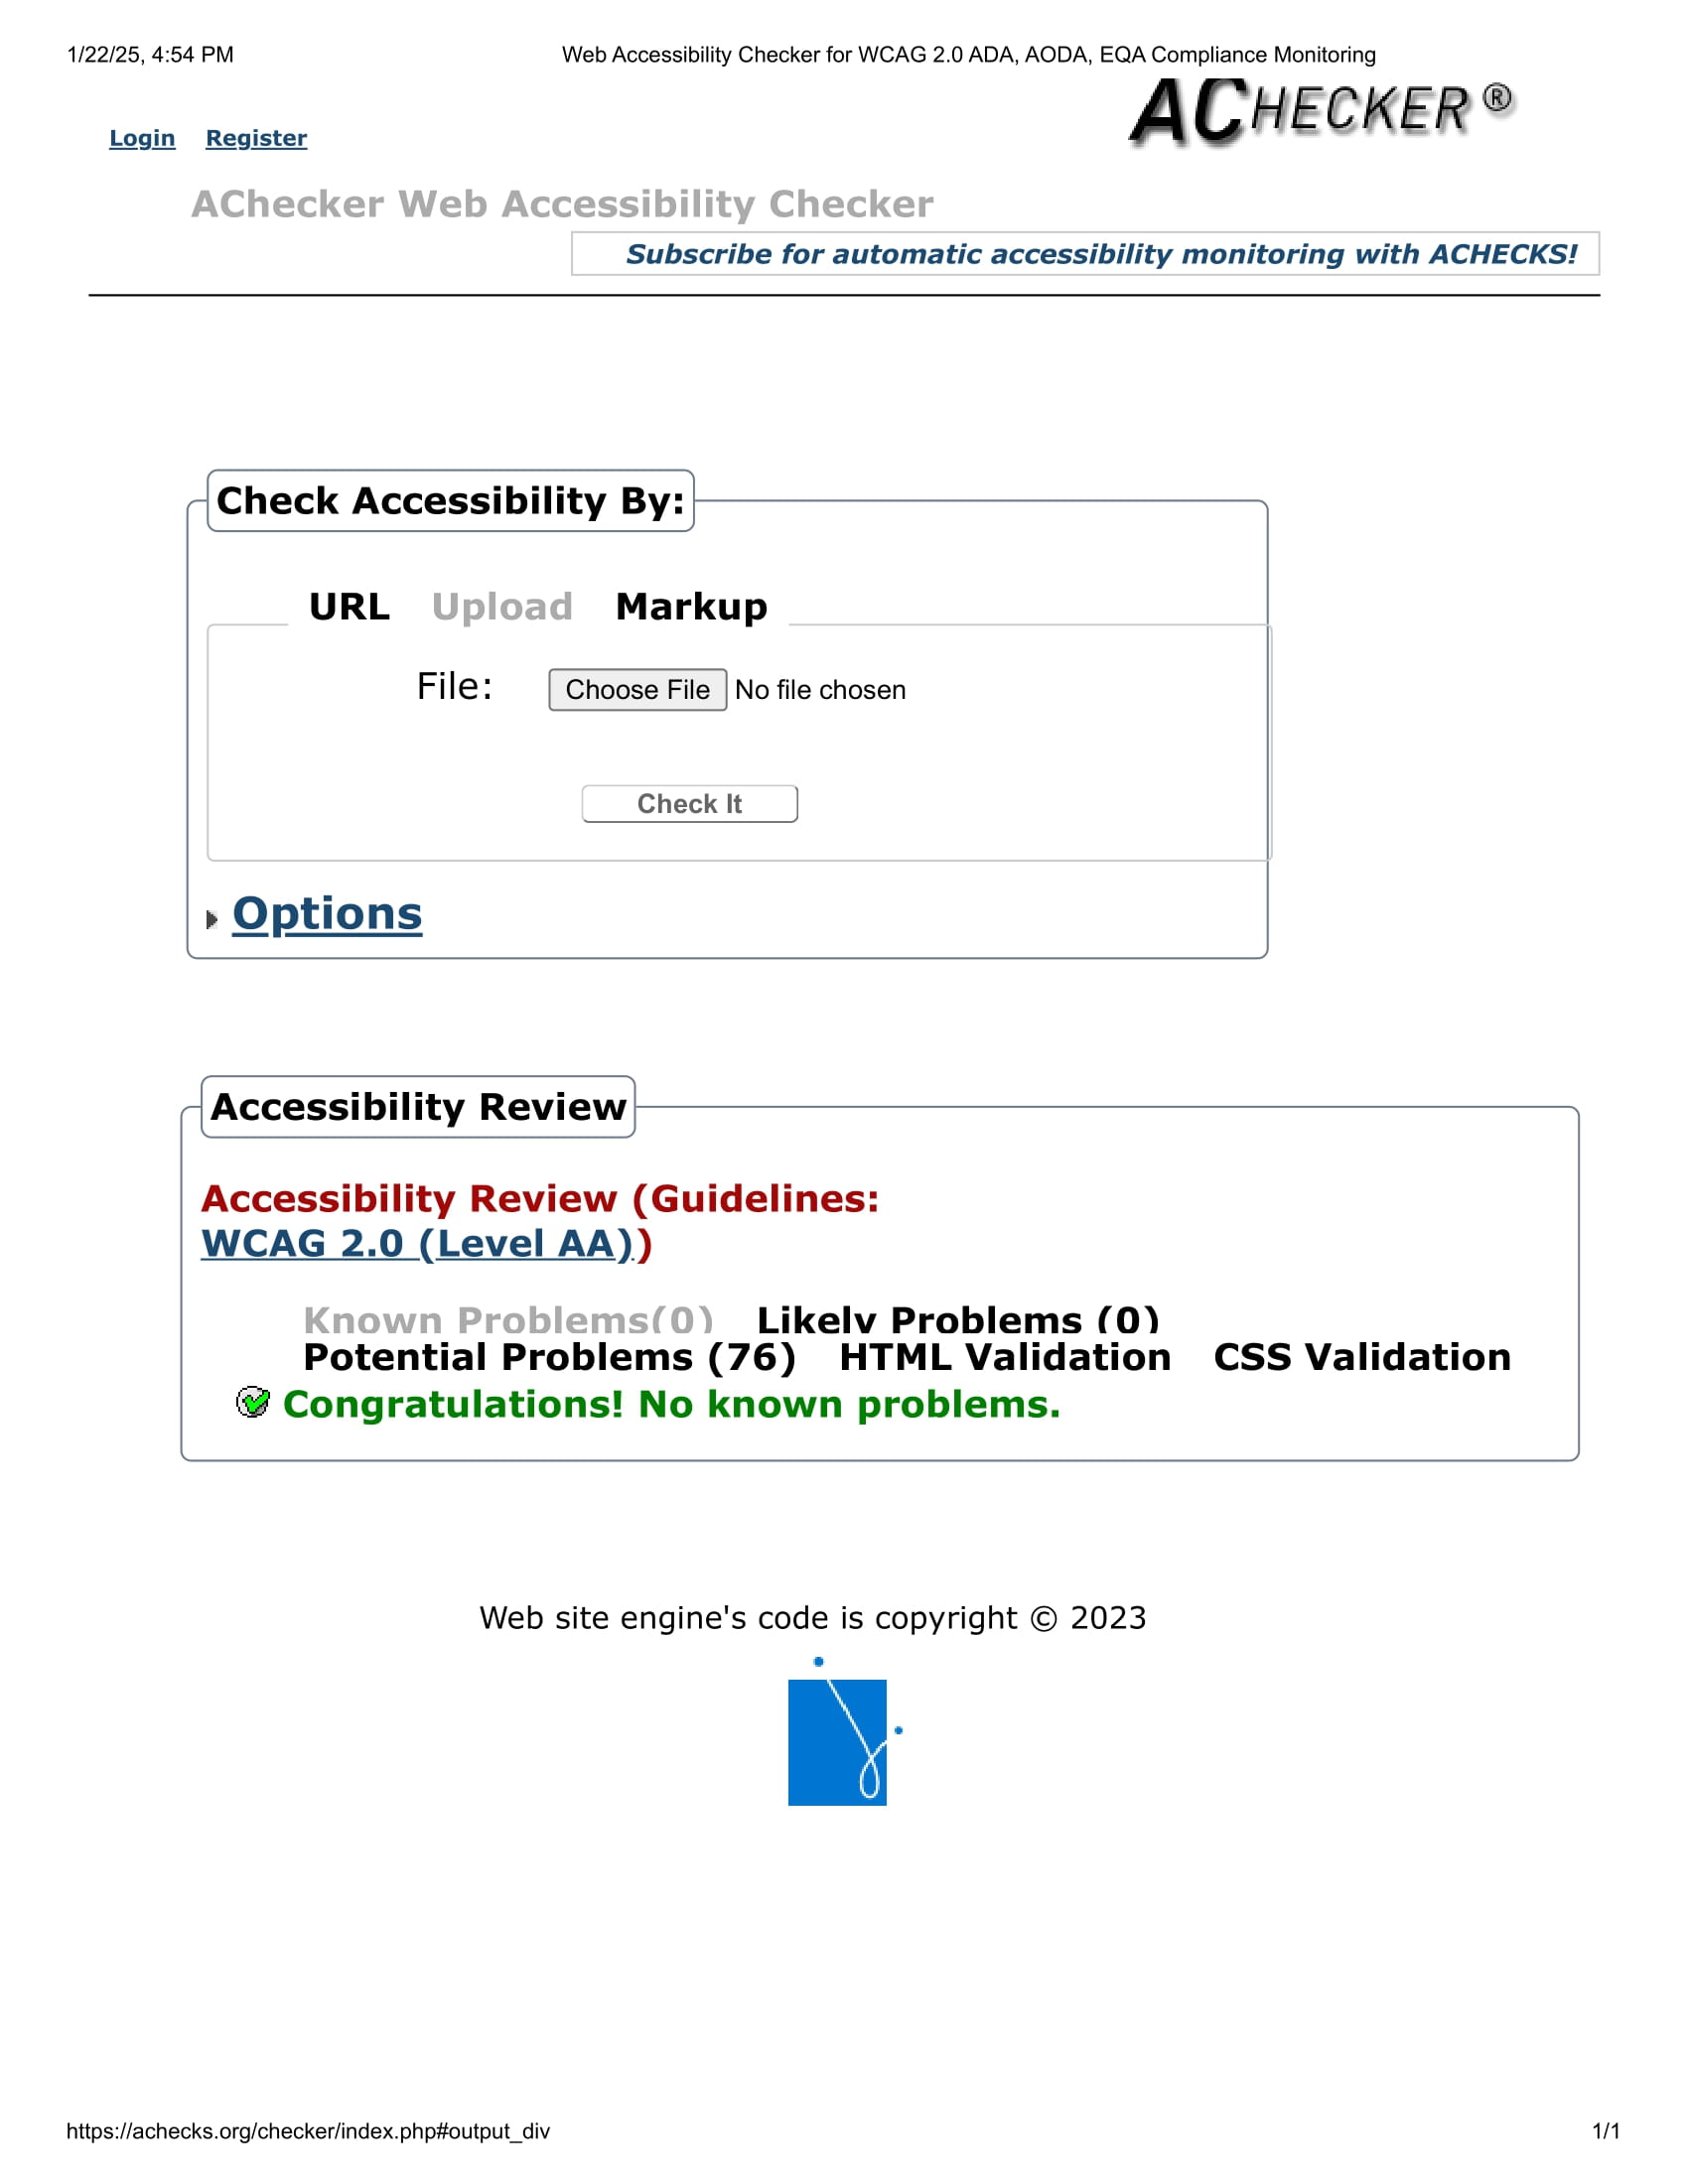 1/22/25, 4:54 PM Web Accessibility Checker for WCAG 2.0 ADA, AODA, EQA Compliance Monitoring
ACHECKER ®
Login Register
AChecker Web Accessibility Checker
Subscribe for automatic accessibility monitoring with ACHECKS!
Check Accessibility By:
URL Upload Markup
File: Choose File No file chosen
Check It
Options
Accessibility Review
Accessibility Review (Guidelines:
WCAG 2.0 (Level AA))
Known Problems(0) Likely Problems (0)
Potential Problems (76) HTML Validation CSS Validation
Congratulations! No known problems.
Web site engine's code is copyright © 2023
https://achecks.org/checker/index.php#output_div 1/1